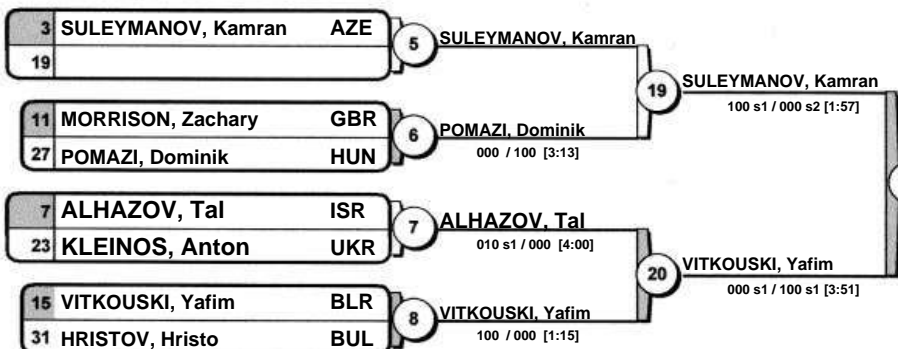 3 SULEYMANOV, Kamran AZE
19
5 SULEYMANOV, Kamran
11 MORRISON, Zachary GBR
27 POMAZI, Dominik HUN
6 POMAZI, Dominik
000 / 100 [3:13]
19 SULEYMANOV, Kamran
100 s1 / 000 s2 [1:57]
7 ALHAZOV, Tal ISR
23 KLEINOS, Anton UKR
7 ALHAZOV, Tal
010 s1 / 000 [4:00]
15 VITKOUSKI, Yafim BLR
31 HRISTOV, Hristo BUL
8 VITKOUSKI, Yafim
100 / 000 [1:15]
20 VITKOUSKI, Yafim
000 s1 / 100 s1 [3:51]